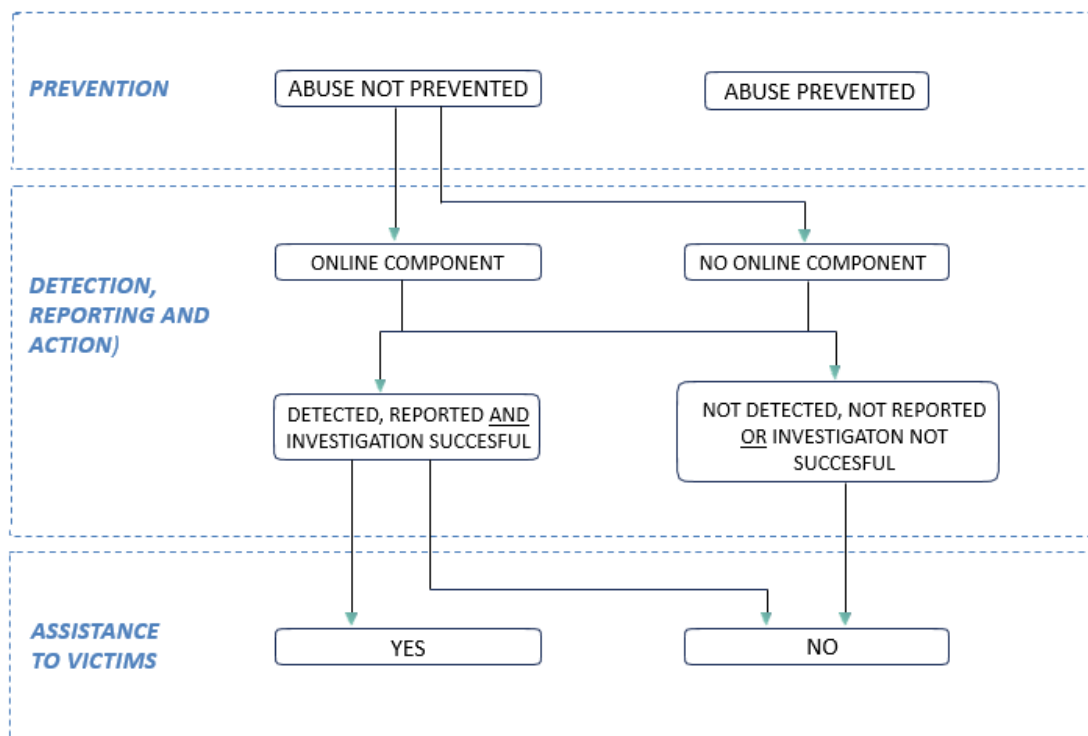 PREVENTION
ABUSE NOT PREVENTED
ABUSE PREVENTED
ONLINE COMPONENT
NO ONLINE COMPONENT
DETECTION,
REPORTING AND
ACTION)
DETECTED, REPORTED AND
INVESTIGATION SUCCESFUL
NOT DETECTED, NOT REPORTED
OR INVESTIGATON NOT
SUCCESFUL
ASSISTANCE
TO VICTIMS
YES
NO